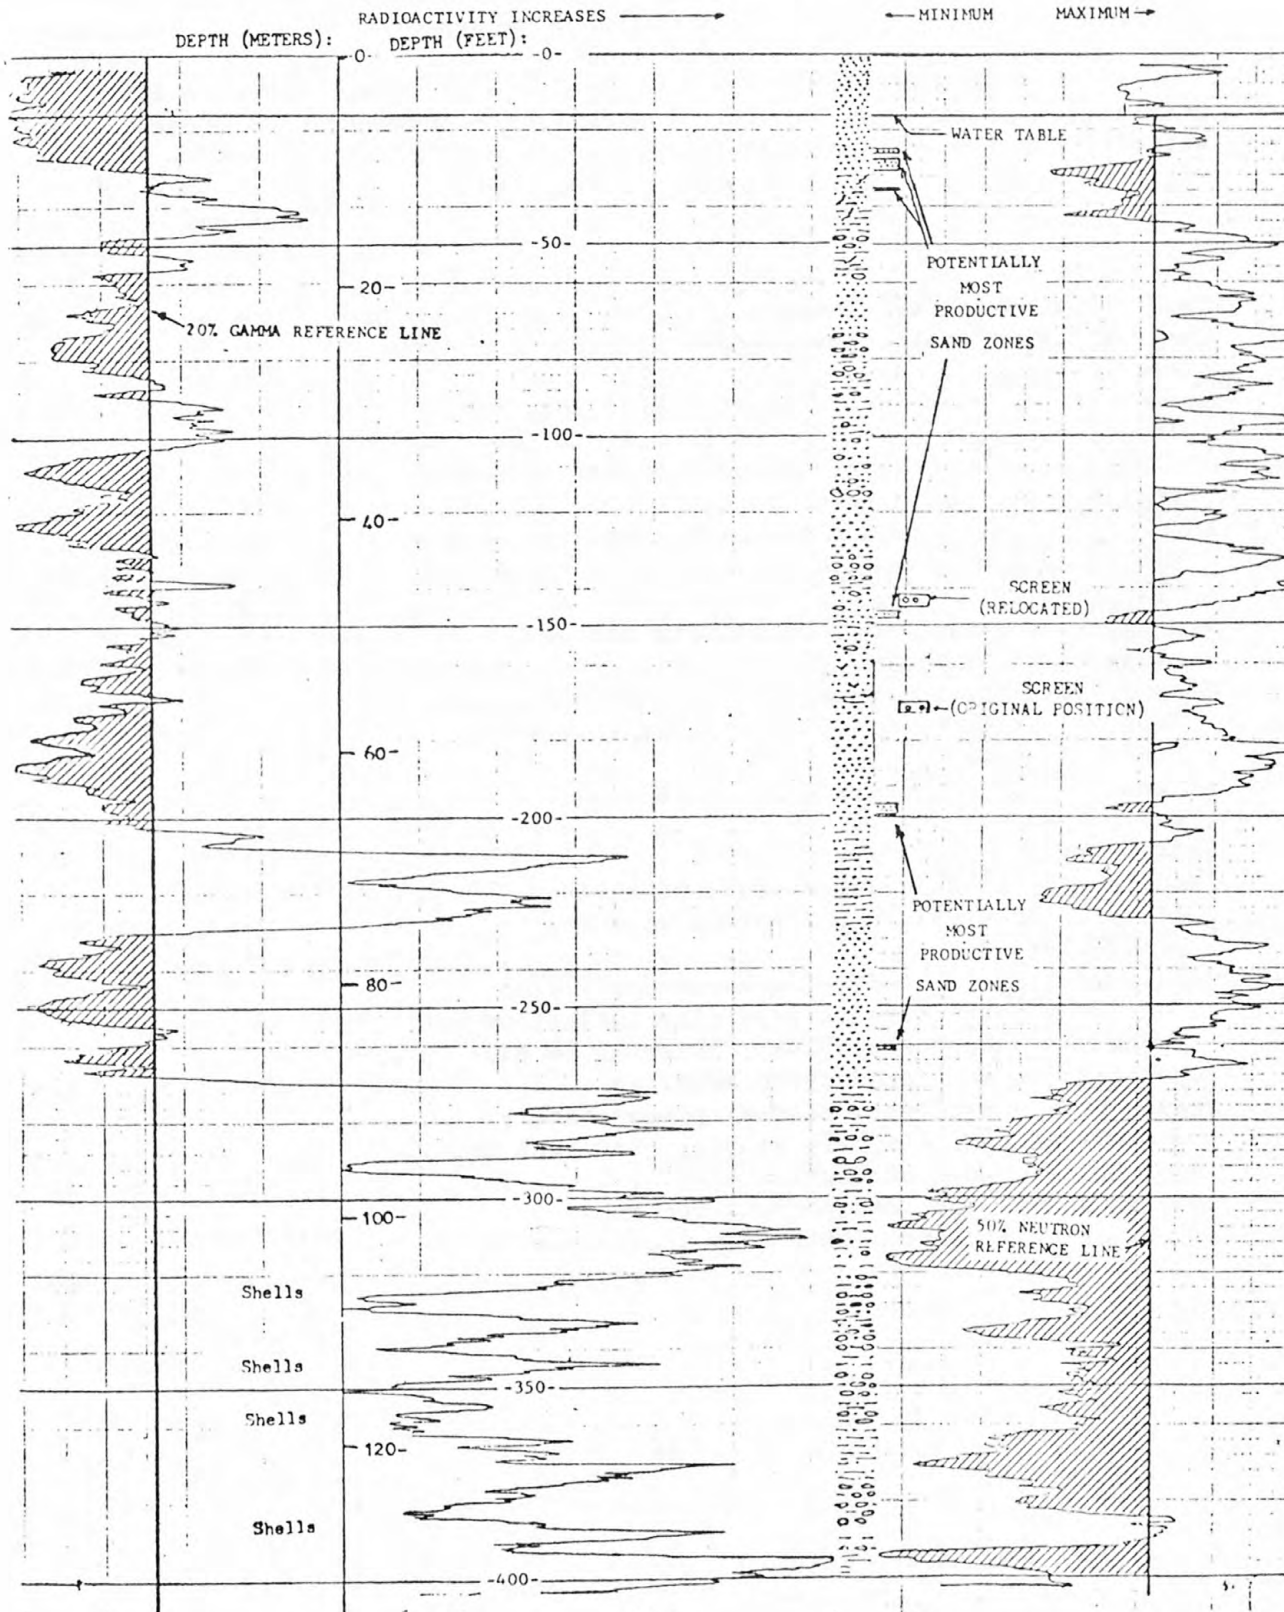 RADIOACTIVITY INCREASES
MINIMUM MAXIMUM
DEPTH (METERS): DEPTH (FEET):
-0- -0-
WATER TABLE
-50-
POTENTIALLY
MOST
PRODUCTIVE
SAND ZONES
20-
20% GAMMA REFERENCE LINE
-100-
40-
SCREEN
(RELOCATED)
-150-
SCREEN
(ORIGINAL POSITION)
60-
-200-
POTENTIALLY
MOST
PRODUCTIVE
SAND ZONES
80-
-250-
-300-
100-
50% NEUTRON
REFERENCE LINE
Shells
Shells
-350-
Shells
120-
Shells
-400-